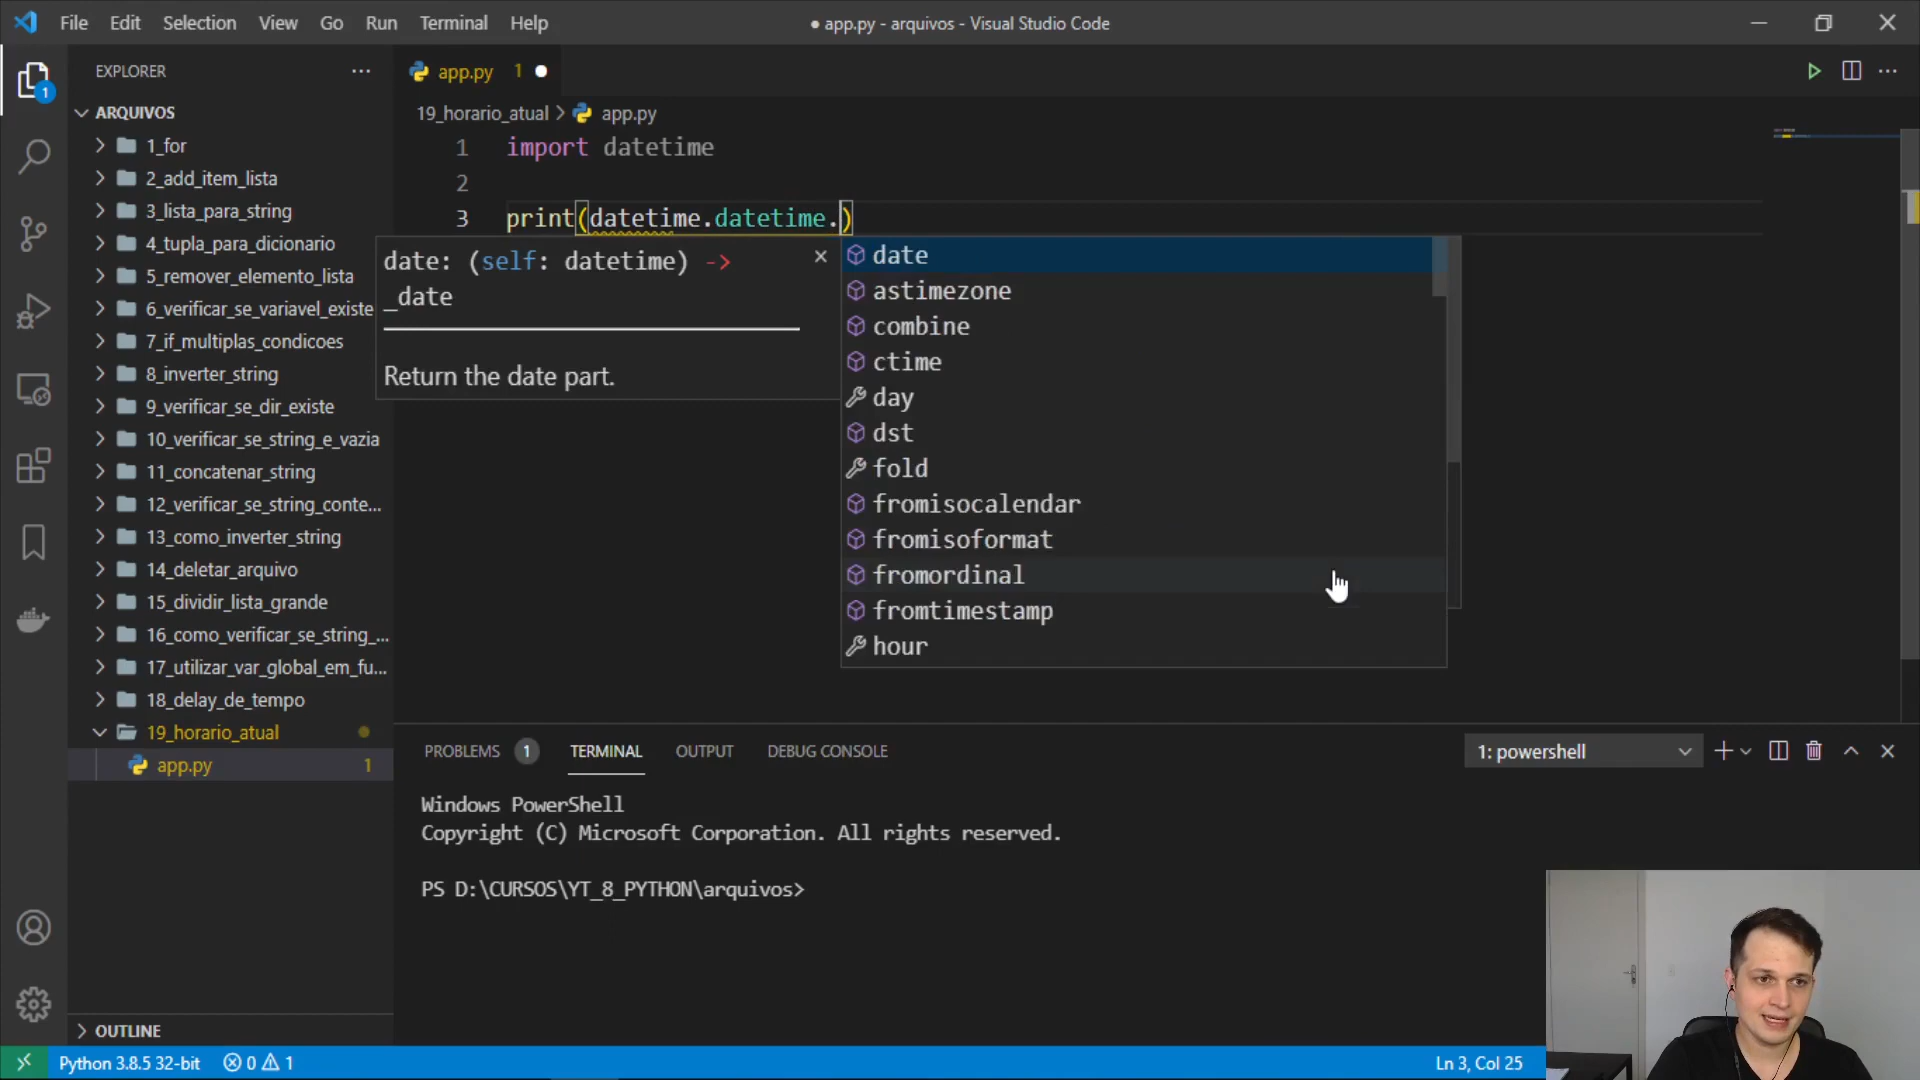 File Edit Selection View Go Run Terminal Help
● app.py - arquivos - Visual Studio Code
EXPLORER
ARQUIVOS
1_for
2_add_item_lista
3_lista_para_string
4_tupla_para_dicionario
5_remover_elemento_lista
6_verificar_se_variavel_existe
7_if_multiplas_condicoes
8_inverter_string
9_verificar_se_dir_existe
10_verificar_se_string_e_vazia
11_concatenar_string
12_verificar_se_string_conte...
13_como_inverter_string
14_deletar_arquivo
15_dividir_lista_grande
16_como_verificar_se_string_...
17_utilizar_var_global_em_fu...
18_delay_de_tempo
19_horario_atual
app.py 1
OUTLINE
1
app.py 1
19_horario_atual > app.py
1 import datetime
2
3 print(datetime.datetime.)
date: (self: datetime) ->
_date
Return the date part.
date
astimezone
combine
ctime
day
dst
fold
fromisocalendar
fromisoformat
fromordinal
fromtimestamp
hour
PROBLEMS 1 TERMINAL OUTPUT DEBUG CONSOLE
1: powershell
Windows PowerShell
Copyright (C) Microsoft Corporation. All rights reserved.
PS D:\CURSOS\YT_8_PYTHON\arquivos>
Python 3.8.5 32-bit 0 1
Ln 3, Col 25